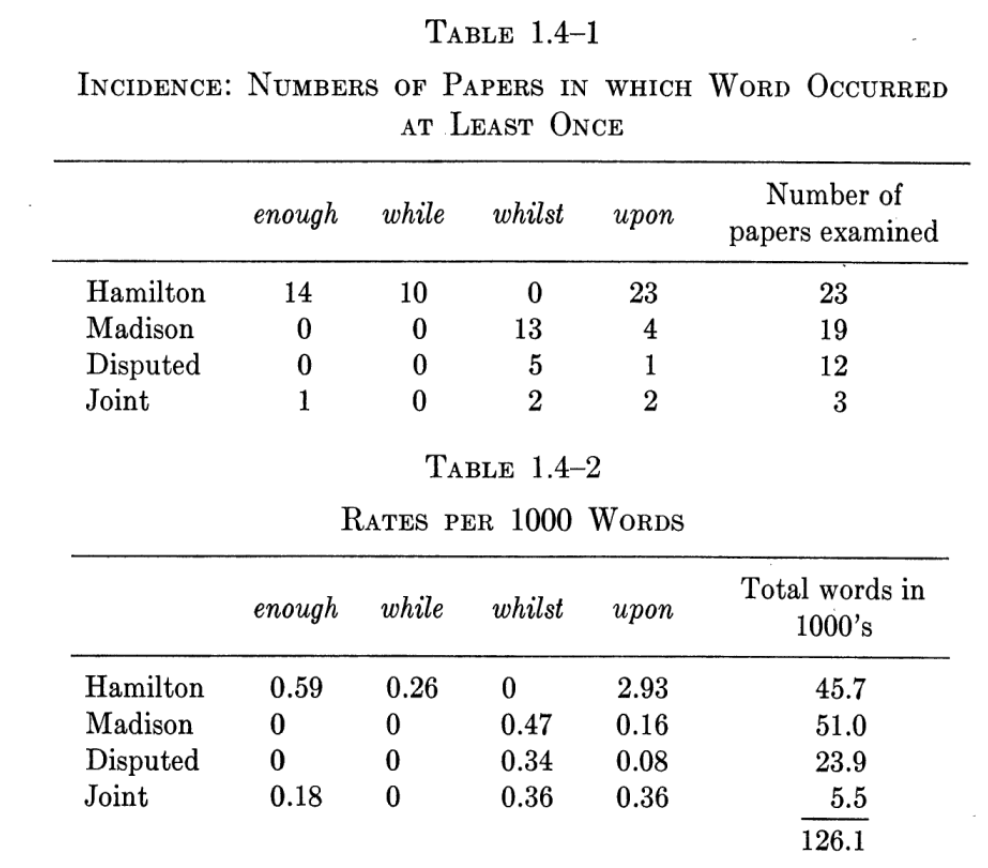 TABLE 1.4–1
INCIDENCE: NUMBERS OF PAPERS IN WHICH WORD OCCURRED
AT LEAST ONCE
enough while whilst upon Number of papers examined
Hamilton 14 10 0 23 23
Madison 0 0 13 4 19
Disputed 0 0 5 1 12
Joint 1 0 2 2 3
TABLE 1.4–2
RATES PER 1000 WORDS
enough while whilst upon Total words in 1000's
Hamilton 0.59 0.26 0 2.93 45.7
Madison 0 0 0.47 0.16 51.0
Disputed 0 0 0.34 0.08 23.9
Joint 0.18 0 0.36 0.36 5.5
126.1